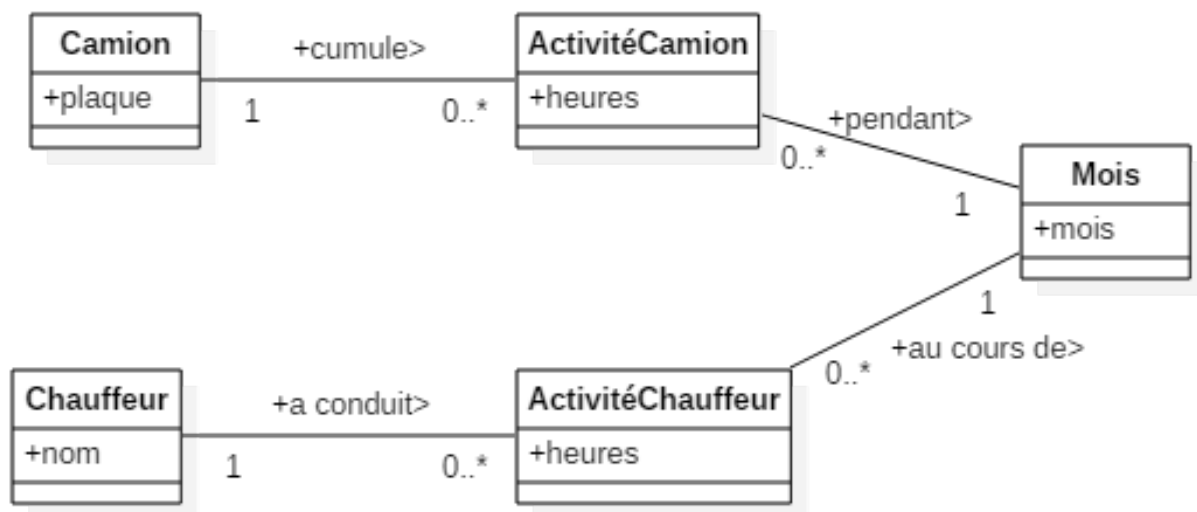 Camion
+plaque
+cumule>
1
0..*
ActivitéCamion
+heures
+pendant>
0..*
1
Mois
+mois
1
+au cours de>
0..*
Chauffeur
+nom
+a conduit>
1
0..*
ActivitéChauffeur
+heures